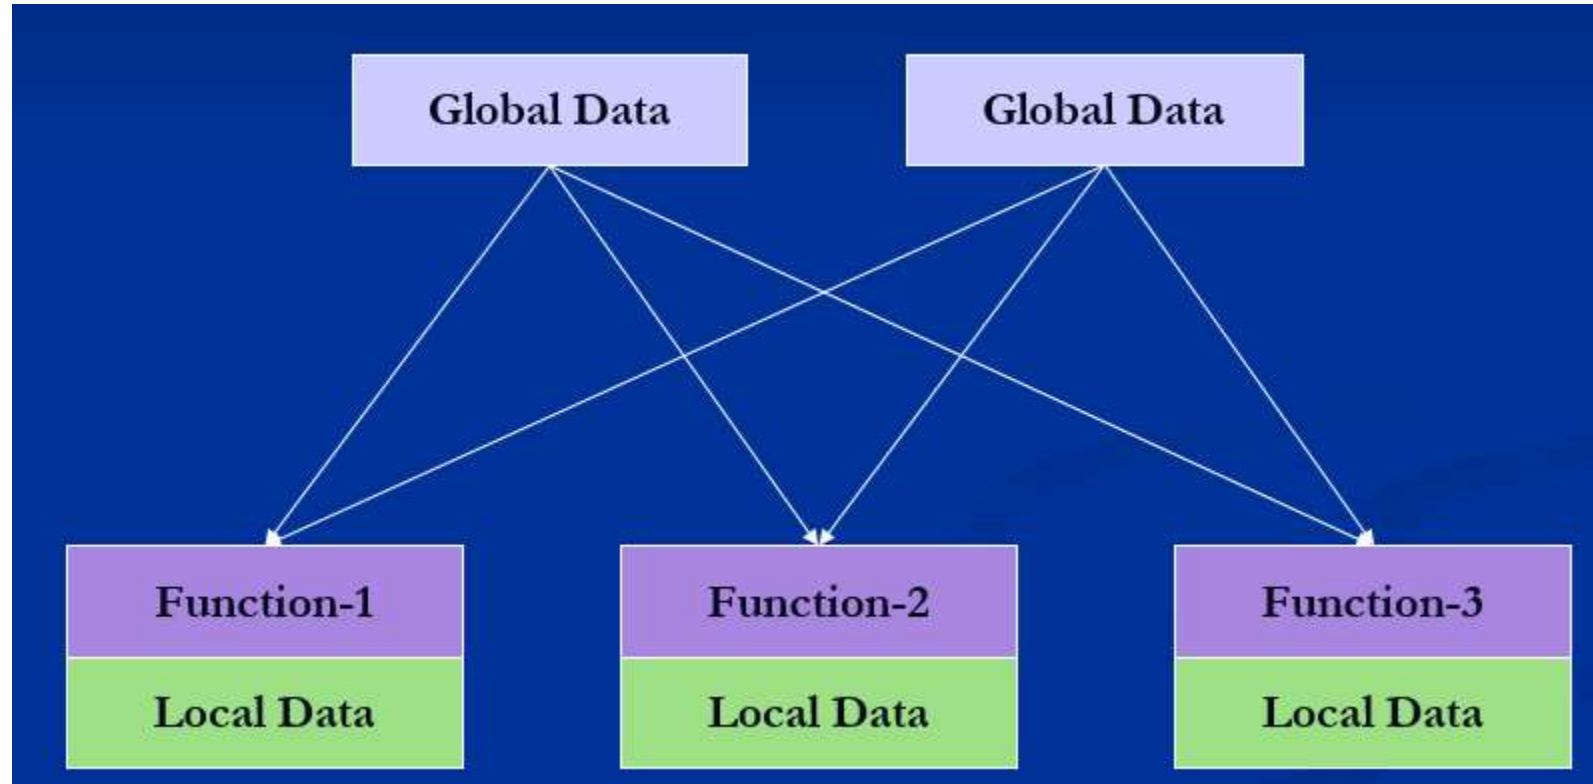 Global Data
Global Data
Function-1
Function-2
Function-3
Local Data
Local Data
Local Data